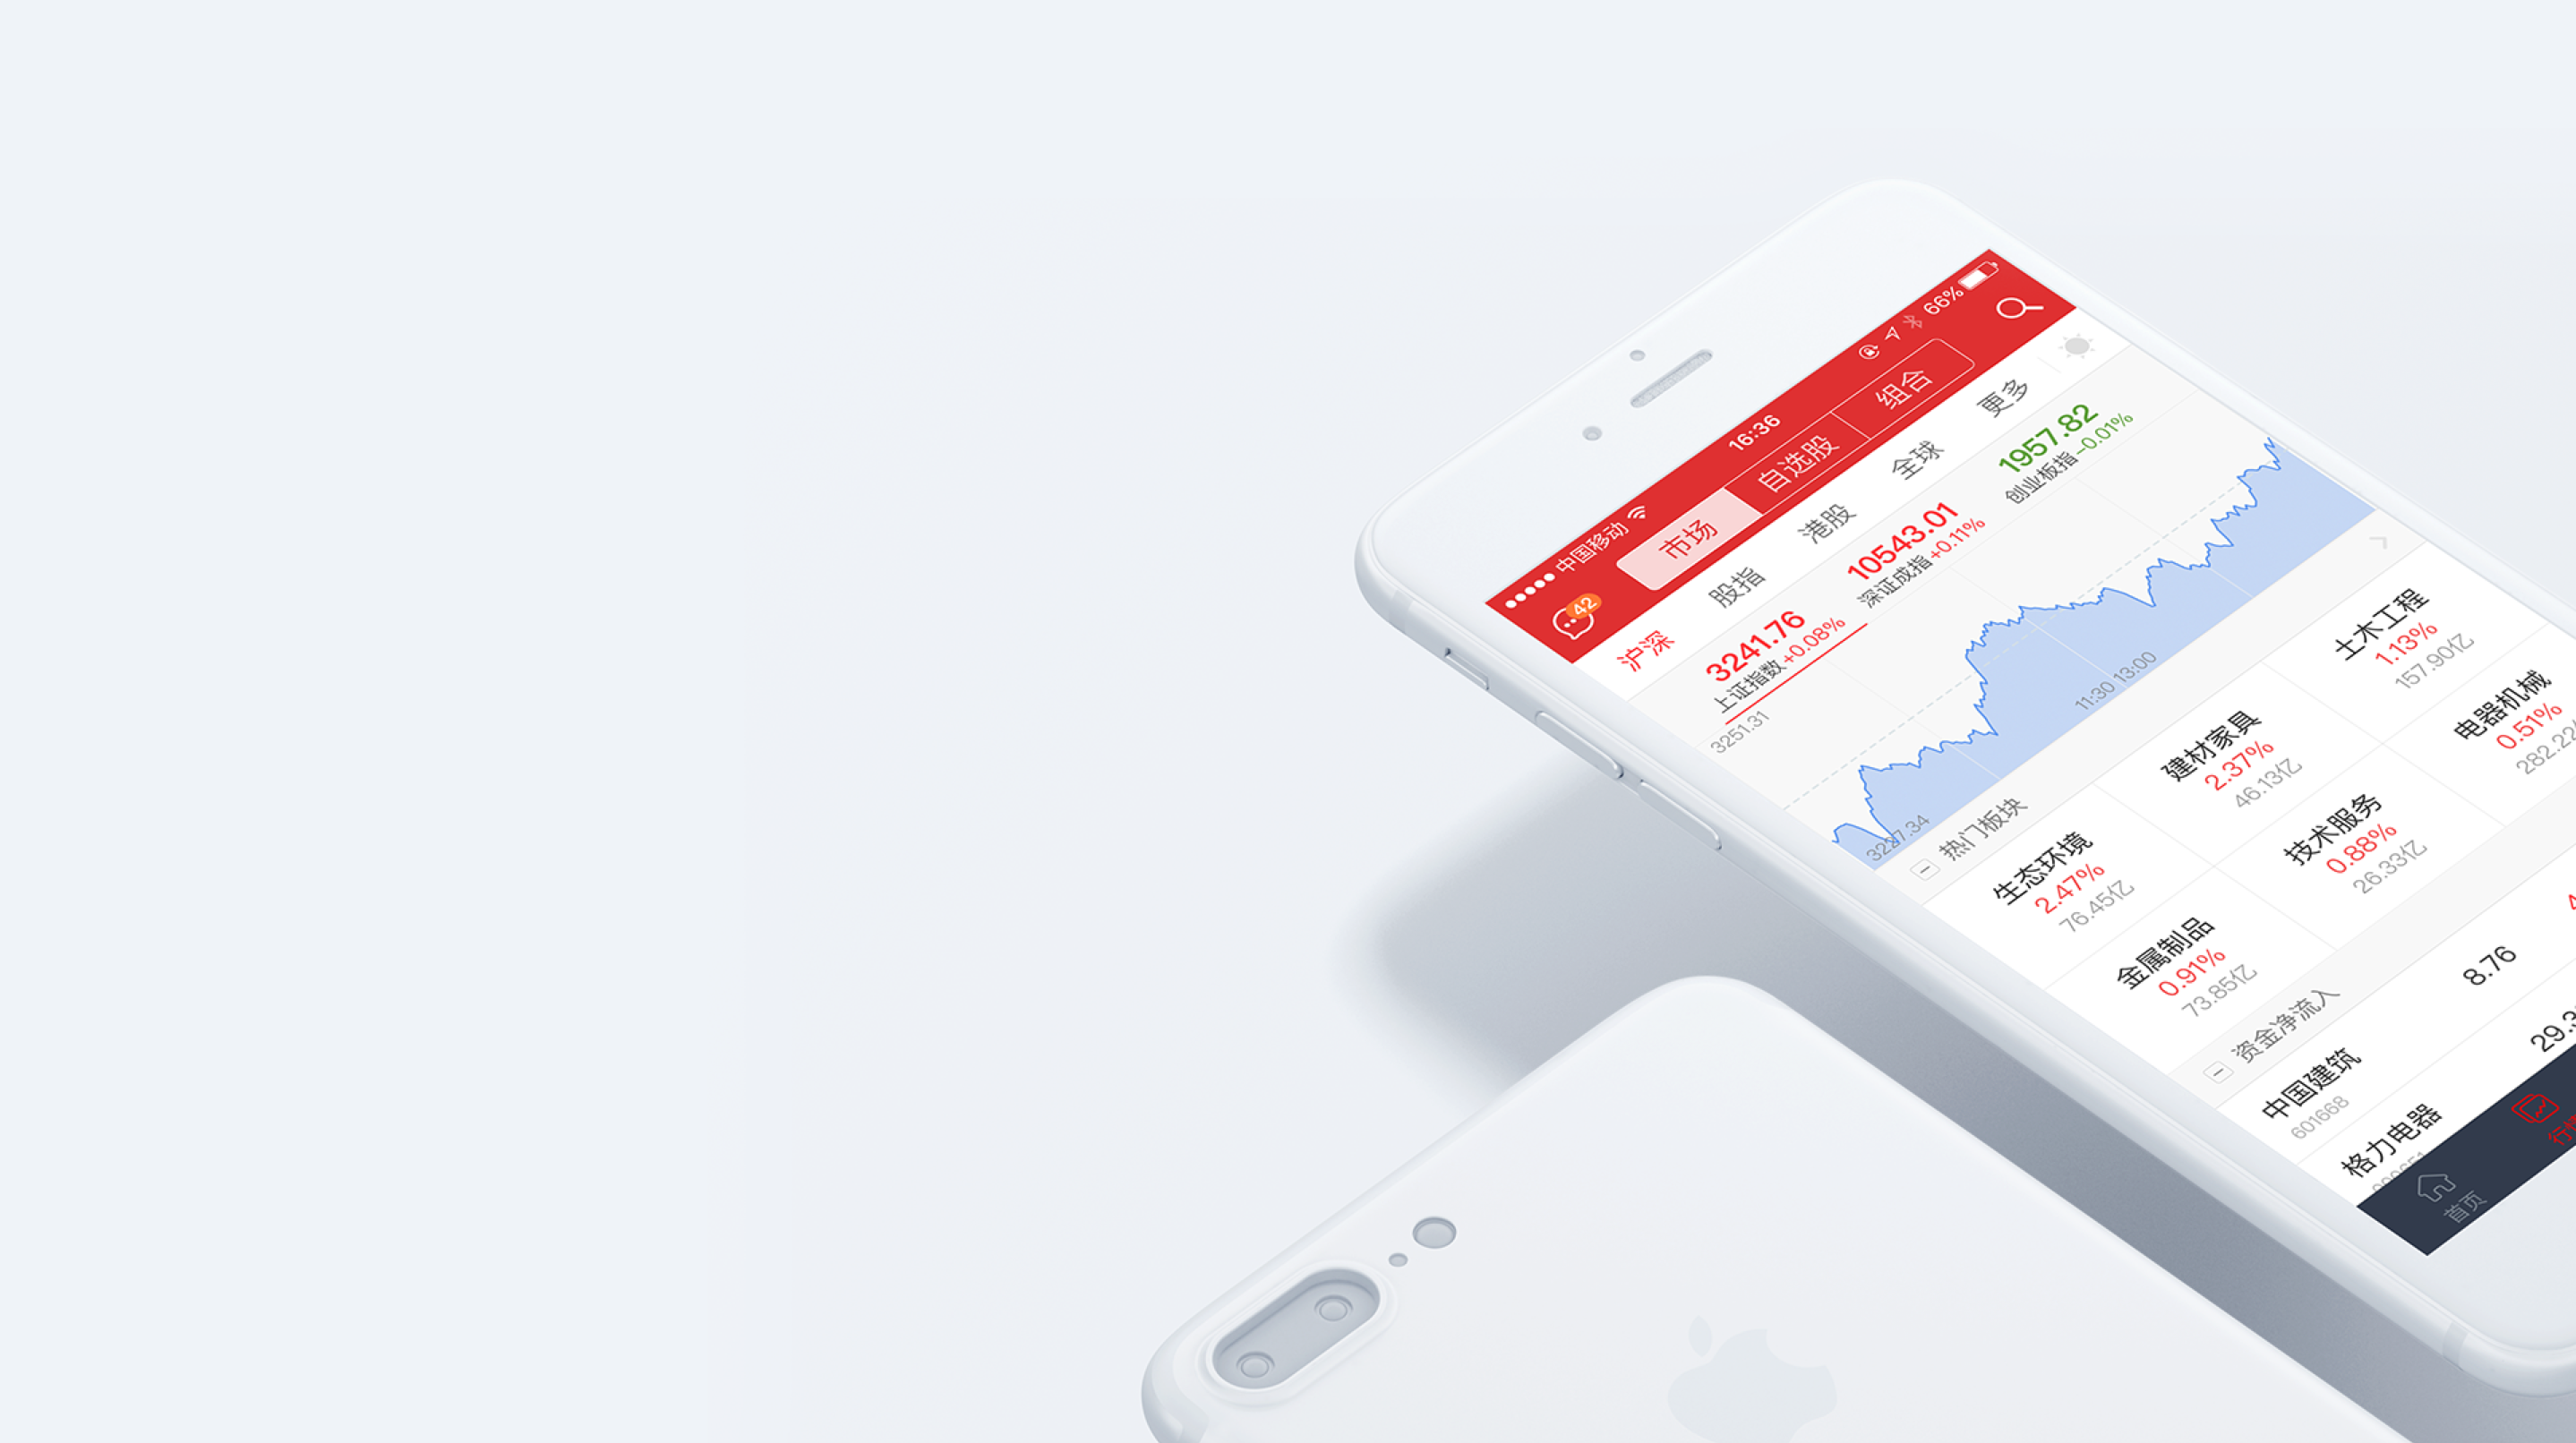 中国移动 16:36 66%
42 市场 自选股 组合
沪深 股指 港股 全球 更多
3241.76 10543.01 1957.82
上证指数 +0.08% 深证成指 +0.11% 创业板指 -0.01%
3251.31
3227.34 11:30 13:00
热门板块
生态环境 建材家具 土木工程
2.47% 2.37% 1.13%
76.45亿 46.13亿 157.90亿
金属制品 技术服务 电器机械
0.91% 0.88% 0.51%
73.85亿 26.33亿 282.22
资金净流入
中国建筑 8.76
601668
格力电器 29.3
首页